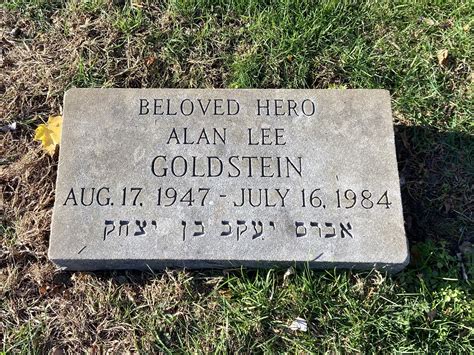 BELOVED HERO
ALAN LEE
GOLDSTEIN
AUG. 17, 1947 - JULY 16, 1984
אברם יעקב בן יצחק